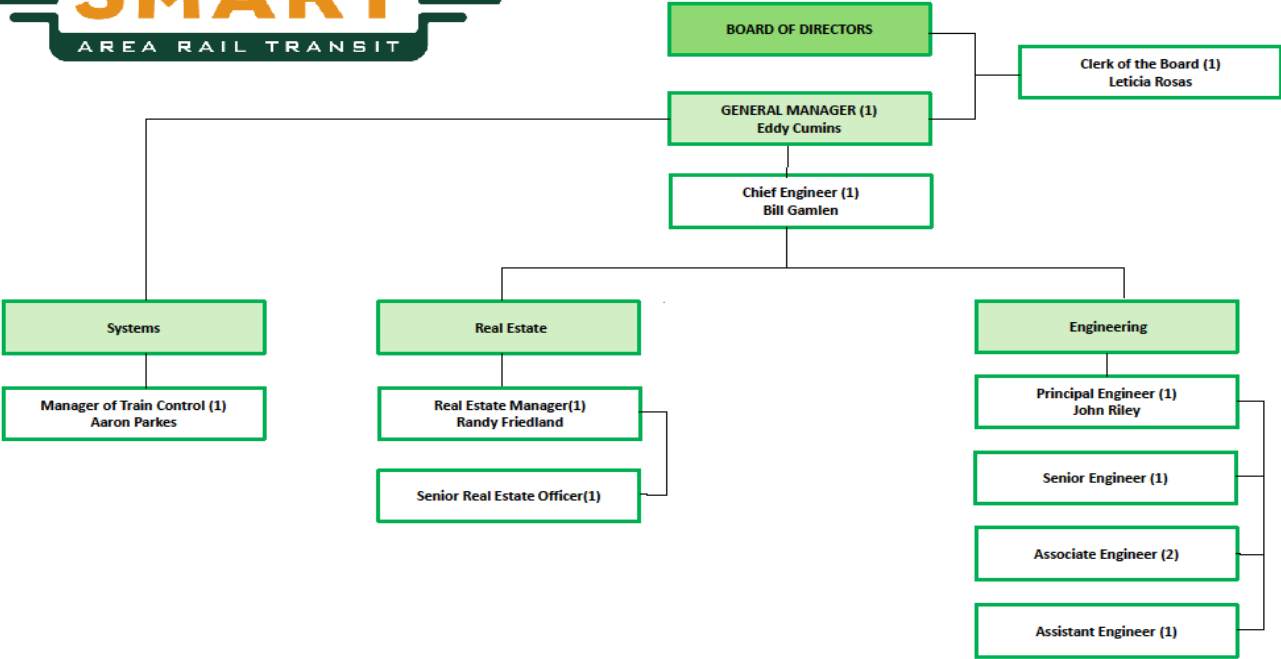 SMART
AREA RAIL TRANSIT
BOARD OF DIRECTORS
Clerk of the Board (1)
Leticia Rosas
GENERAL MANAGER (1)
Eddy Cumins
Chief Engineer (1)
Bill Gamlen
Systems
Real Estate
Engineering
Manager of Train Control (1)
Aaron Parkes
Real Estate Manager(1)
Randy Friedland
Senior Real Estate Officer(1)
Principal Engineer (1)
John Riley
Senior Engineer (1)
Associate Engineer (2)
Assistant Engineer (1)